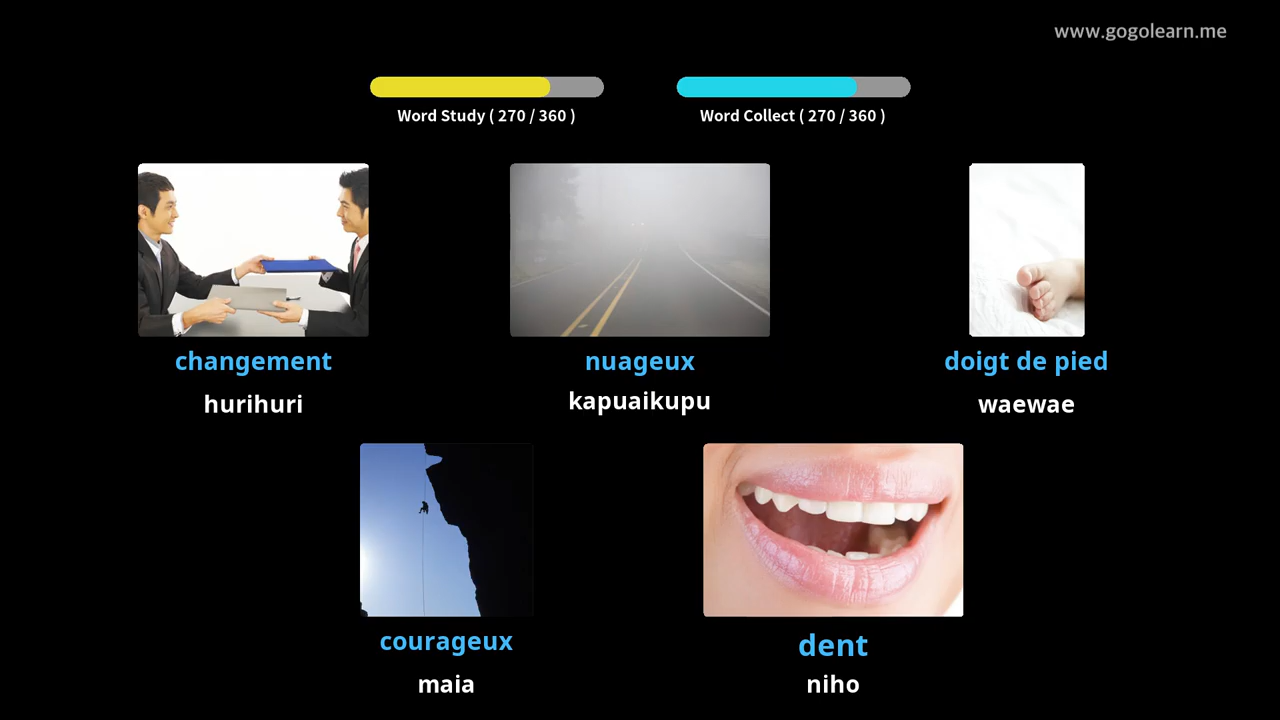 www.gogolearn.me
Word Study ( 270 / 360 )
Word Collect ( 270 / 360 )
changement
hurihuri
nuageux
kapuaikupu
doigt de pied
waewae
courageux
maia
dent
niho